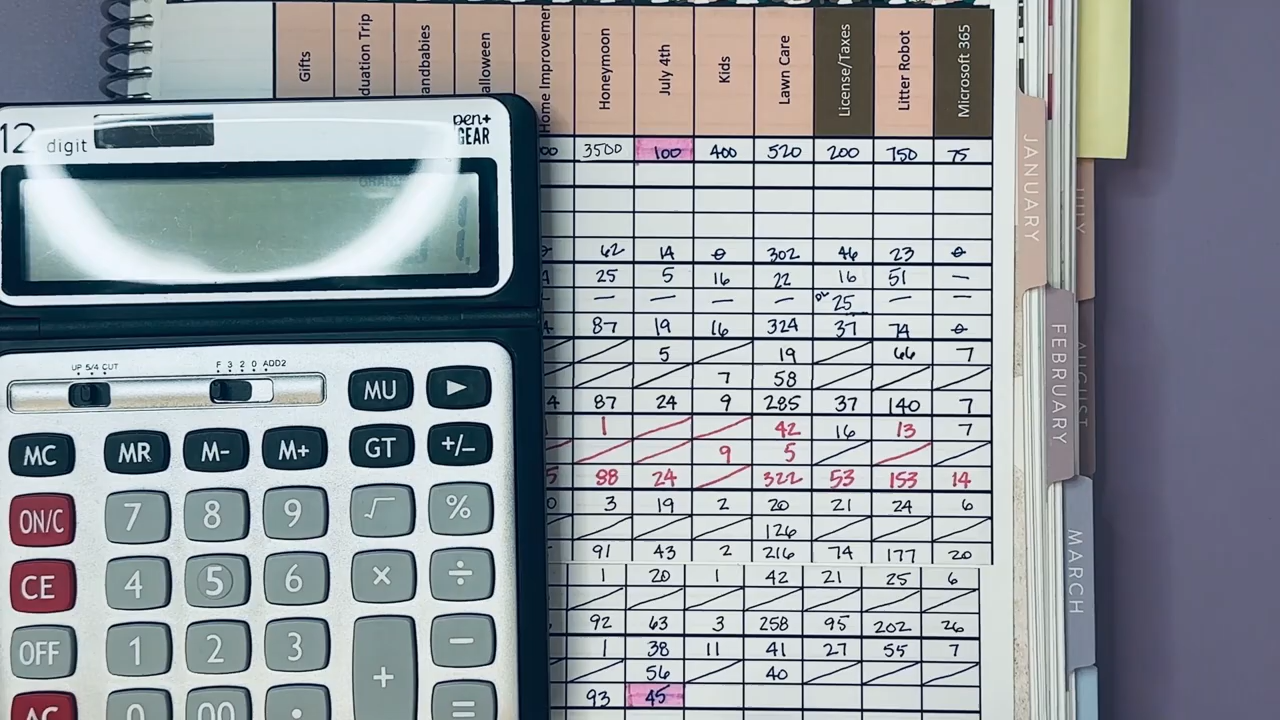 Gifts duation Trip andbabies alloween Home Improvemen Honeymoon July 4th Kids Lawn Care License/Taxes Litter Robot Microsoft 365
00 3500 100 400 520 200 750 75
62 14 0 302 46 23 0
25 5 16 22 16 51 —
— — — — 25 — —
87 19 16 324 37 74 0
5 19 66 7
7 58
4 87 24 9 285 37 140 7
1 42 16 13 7
9 5
5 88 24 322 53 153 14
0 3 19 2 20 21 24 6
126
91 43 2 216 74 177 20
1 20 1 42 21 25 6
92 63 3 258 95 202 26
1 38 11 41 27 55 7
56 40
93 45
12 digit
pen+
GEAR
UP 5/4 CUT F 3 2 0 ADD2
MU ▶
MC MR M- M+ GT +/–
ON/C 7 8 9 √ %
CE 4 5 6 × ÷
OFF 1 2 3 + −
AC 0 00 · =
JANUARY
FEBRUARY
MARCH
JULY
AUGUST